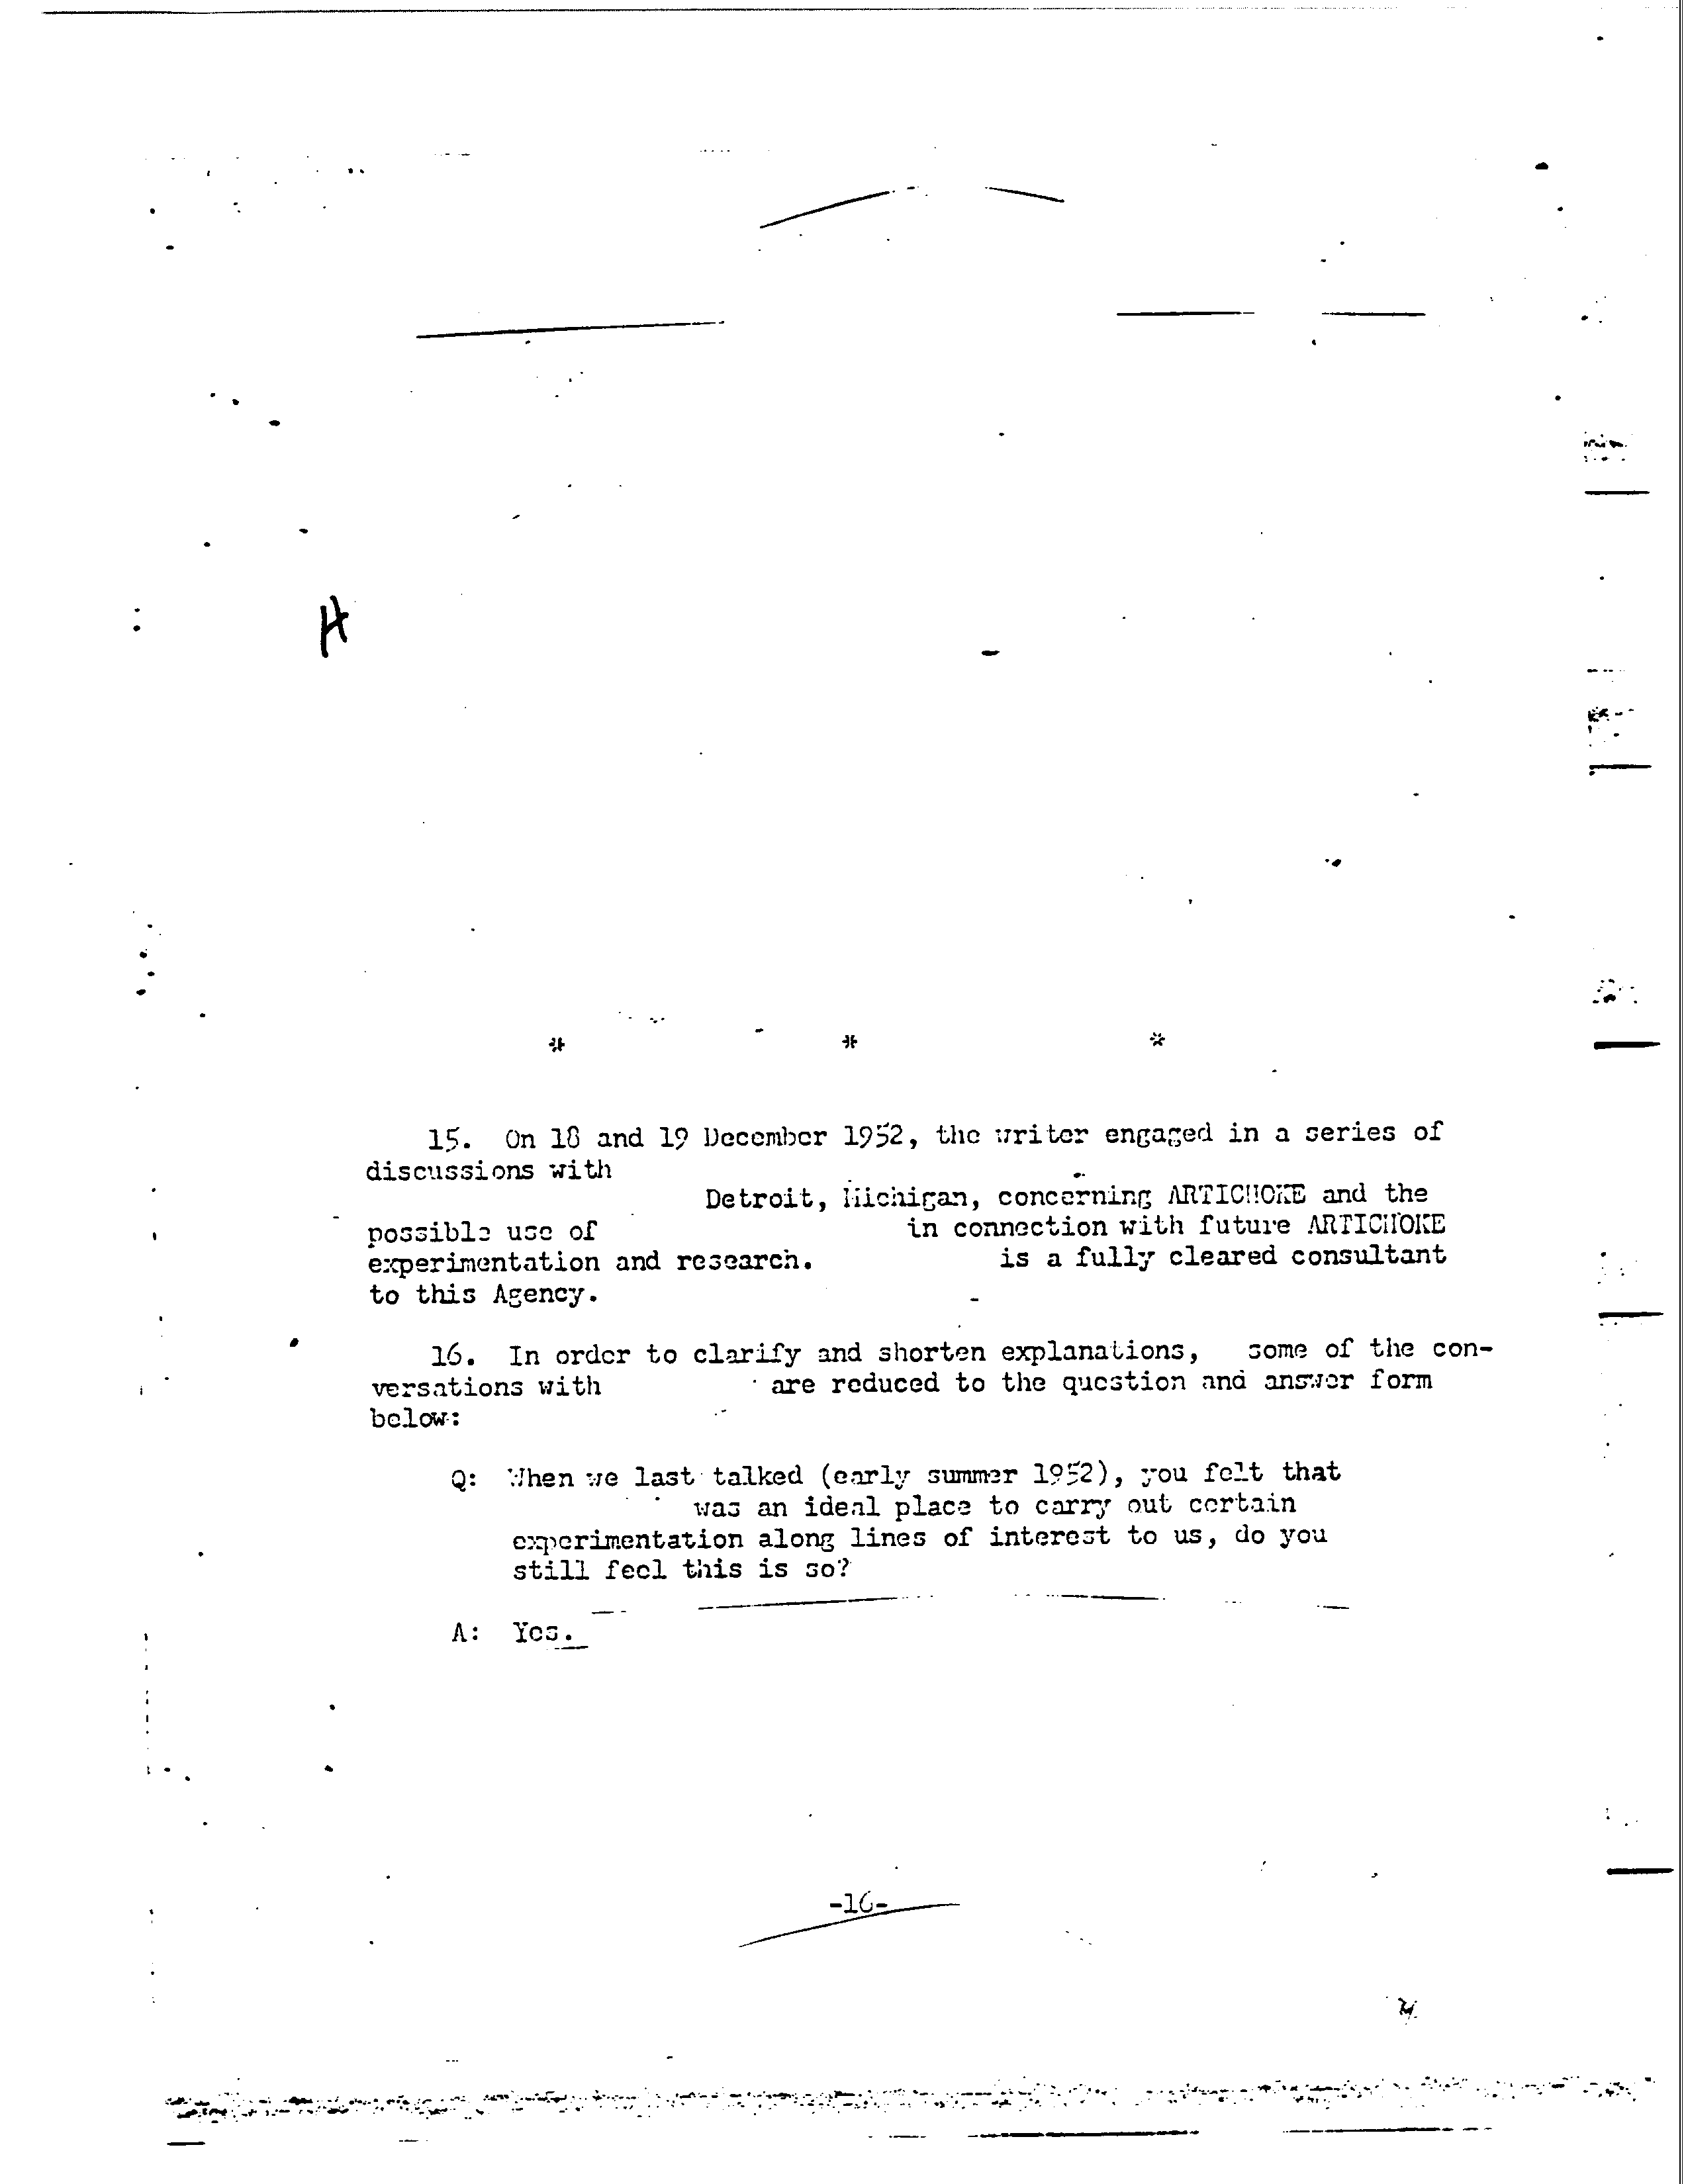 H
* * *
15. On 18 and 19 December 1952, the writer engaged in a series of
discussions with
Detroit, Michigan, concerning ARTICHOKE and the
possible use of in connection with future ARTICHOKE
experimentation and research. is a fully cleared consultant
to this Agency.
16. In order to clarify and shorten explanations, some of the con-
versations with are reduced to the question and answer form
below:
Q: When we last talked (early summer 1952), you felt that
was an ideal place to carry out certain
experimentation along lines of interest to us, do you
still feel this is so?
A: Yes.
-16-